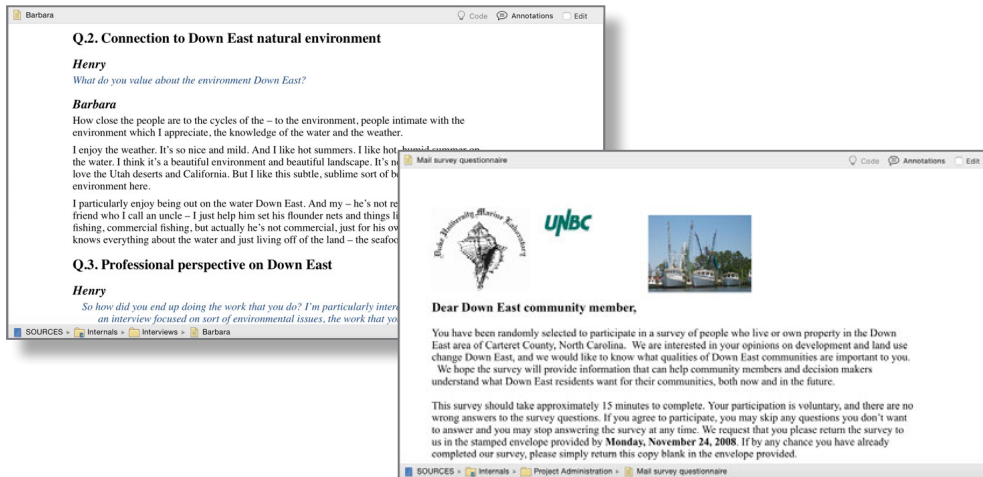 Barbara
Code Annotations Edit
Q.2. Connection to Down East natural environment
Henry
What do you value about the environment Down East?
Barbara
How close the people are to the cycles of the – to the environment, people intimate with the
environment which I appreciate, the knowledge of the water and the weather.
I enjoy the weather. It's so nice and mild. And I like hot summers. I like hot, humid summer on
the water. I think it's a beautiful environment and beautiful landscape. It's
love the Utah deserts and California. But I like this subtle, sublime sort of
environment here.
I particularly enjoy being out on the water Down East. And my – he's not
friend who I call an uncle – I just help him set his flounder nets and things
fishing, commercial fishing, but actually he's not commercial, just for his
knows everything about the water and just living off of the land – the
Q.3. Professional perspective on Down East
Henry
So how did you end up doing the work that you do? I'm particularly
an interview focused on sort of environmental issues, the work that
SOURCES Internals Interviews Barbara
Mail survey questionnaire
Code Annotations Edit
Duke University Marine Laboratory
UNBC
Dear Down East community member,
You have been randomly selected to participate in a survey of people who live or own property in the Down
East area of Carteret County, North Carolina. We are interested in your opinions on development and land use
change Down East, and we would like to know what qualities of Down East communities are important to you.
We hope the survey will provide information that can help community members and decision makers
understand what Down East residents want for their communities, both now and in the future.
This survey should take approximately 15 minutes to complete. Your participation is voluntary, and there are no
wrong answers to the survey questions. If you agree to participate, you may skip any questions you don't want
to answer and you may stop answering the survey at any time. We request that you please return the survey to
us in the stamped envelope provided by Monday, November 24, 2008. If by any chance you have already
completed our survey, please simply return this copy blank in the envelope provided.
SOURCES Internals Project Administration Mail survey questionnaire